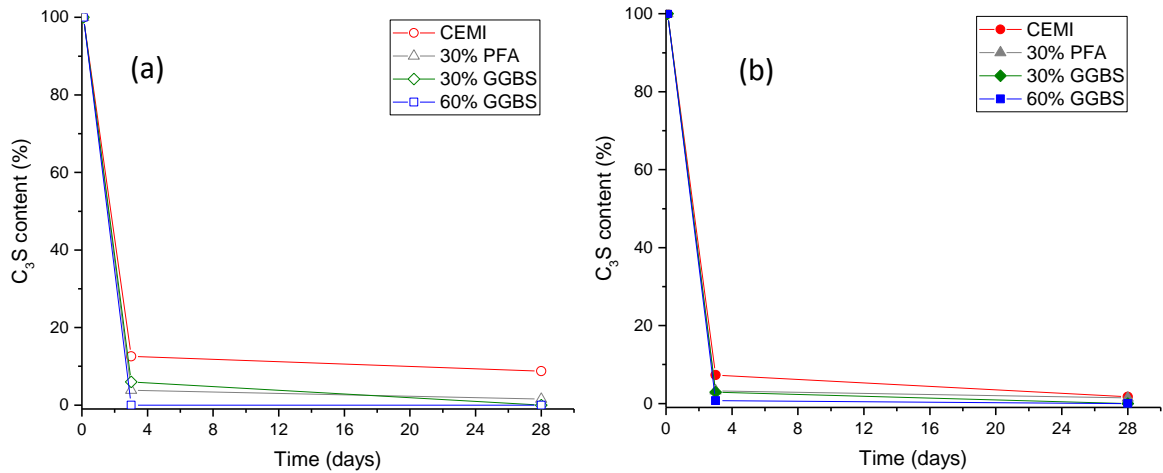 100
80
60
40
20
0
C₃S content (%)
0 4 8 12 16 20 24 28
Time (days)
(a)
CEMI
30% PFA
30% GGBS
60% GGBS
100
80
60
40
20
0
C₃S content (%)
0 4 8 12 16 20 24 28
Time (days)
(b)
CEMI
30% PFA
30% GGBS
60% GGBS